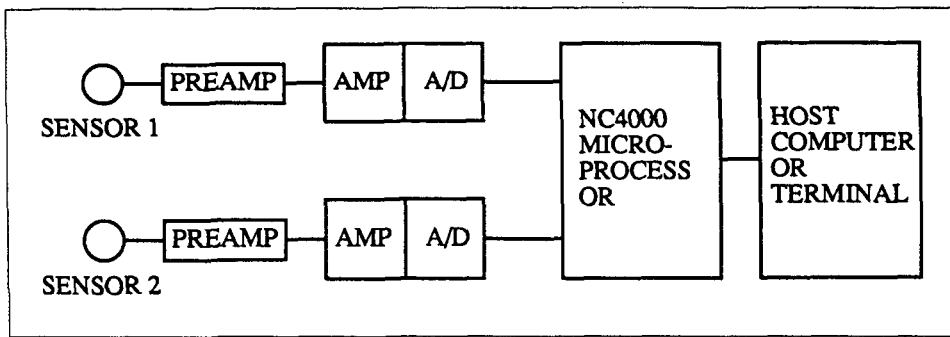 PREAMP
AMP
A/D
SENSOR 1
NC4000
MICRO-
PROCESS
OR
HOST
COMPUTER
OR
TERMINAL
PREAMP
AMP
A/D
SENSOR 2